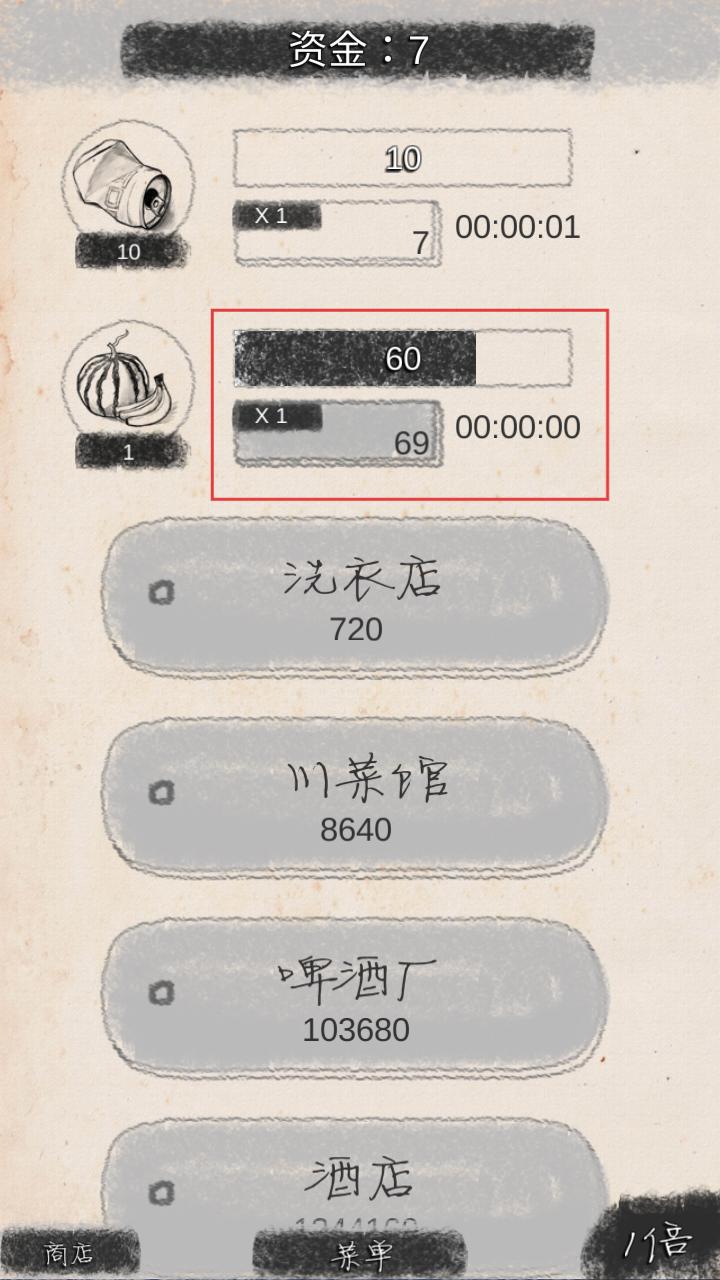 资金：7
10
X 1
7
00:00:01
10
60
X 1
69
00:00:00
1
洗衣店
720
川菜馆
8640
啤酒厂
103680
酒店
商店
菜单
1倍